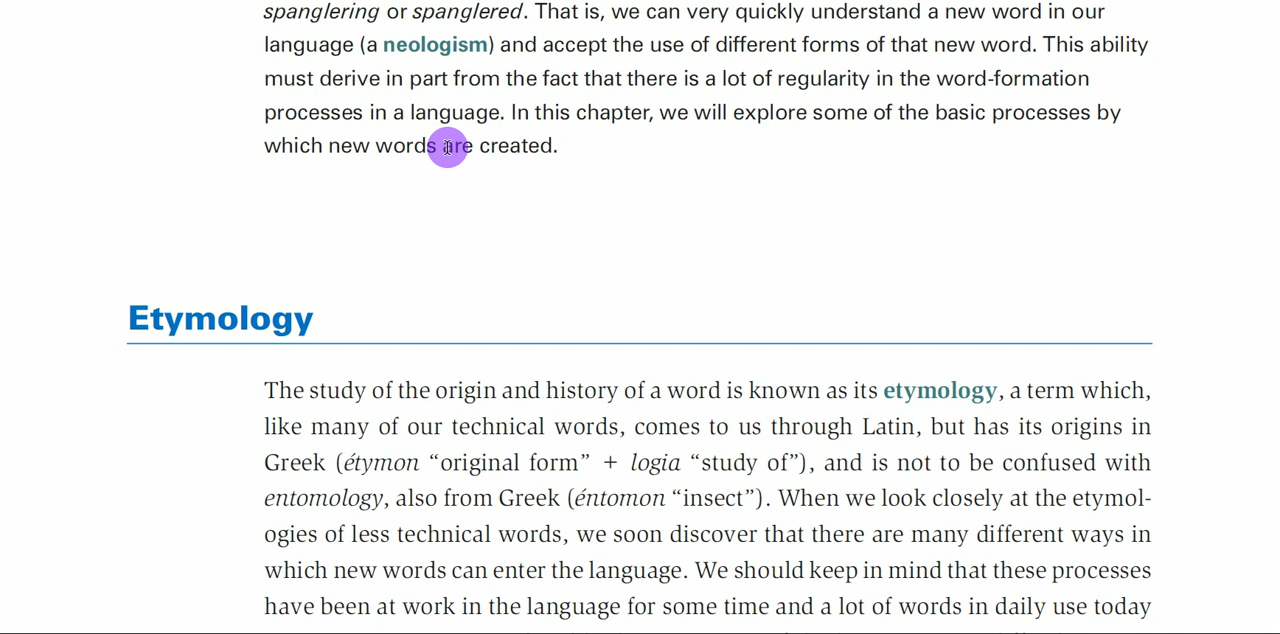 spanglering or spanglered. That is, we can very quickly understand a new word in our
language (a neologism) and accept the use of different forms of that new word. This ability
must derive in part from the fact that there is a lot of regularity in the word-formation
processes in a language. In this chapter, we will explore some of the basic processes by
which new words are created.
Etymology
The study of the origin and history of a word is known as its etymology, a term which,
like many of our technical words, comes to us through Latin, but has its origins in
Greek (étymon “original form” + logia “study of”), and is not to be confused with
entomology, also from Greek (éntomon “insect”). When we look closely at the etymol-
ogies of less technical words, we soon discover that there are many different ways in
which new words can enter the language. We should keep in mind that these processes
have been at work in the language for some time and a lot of words in daily use today